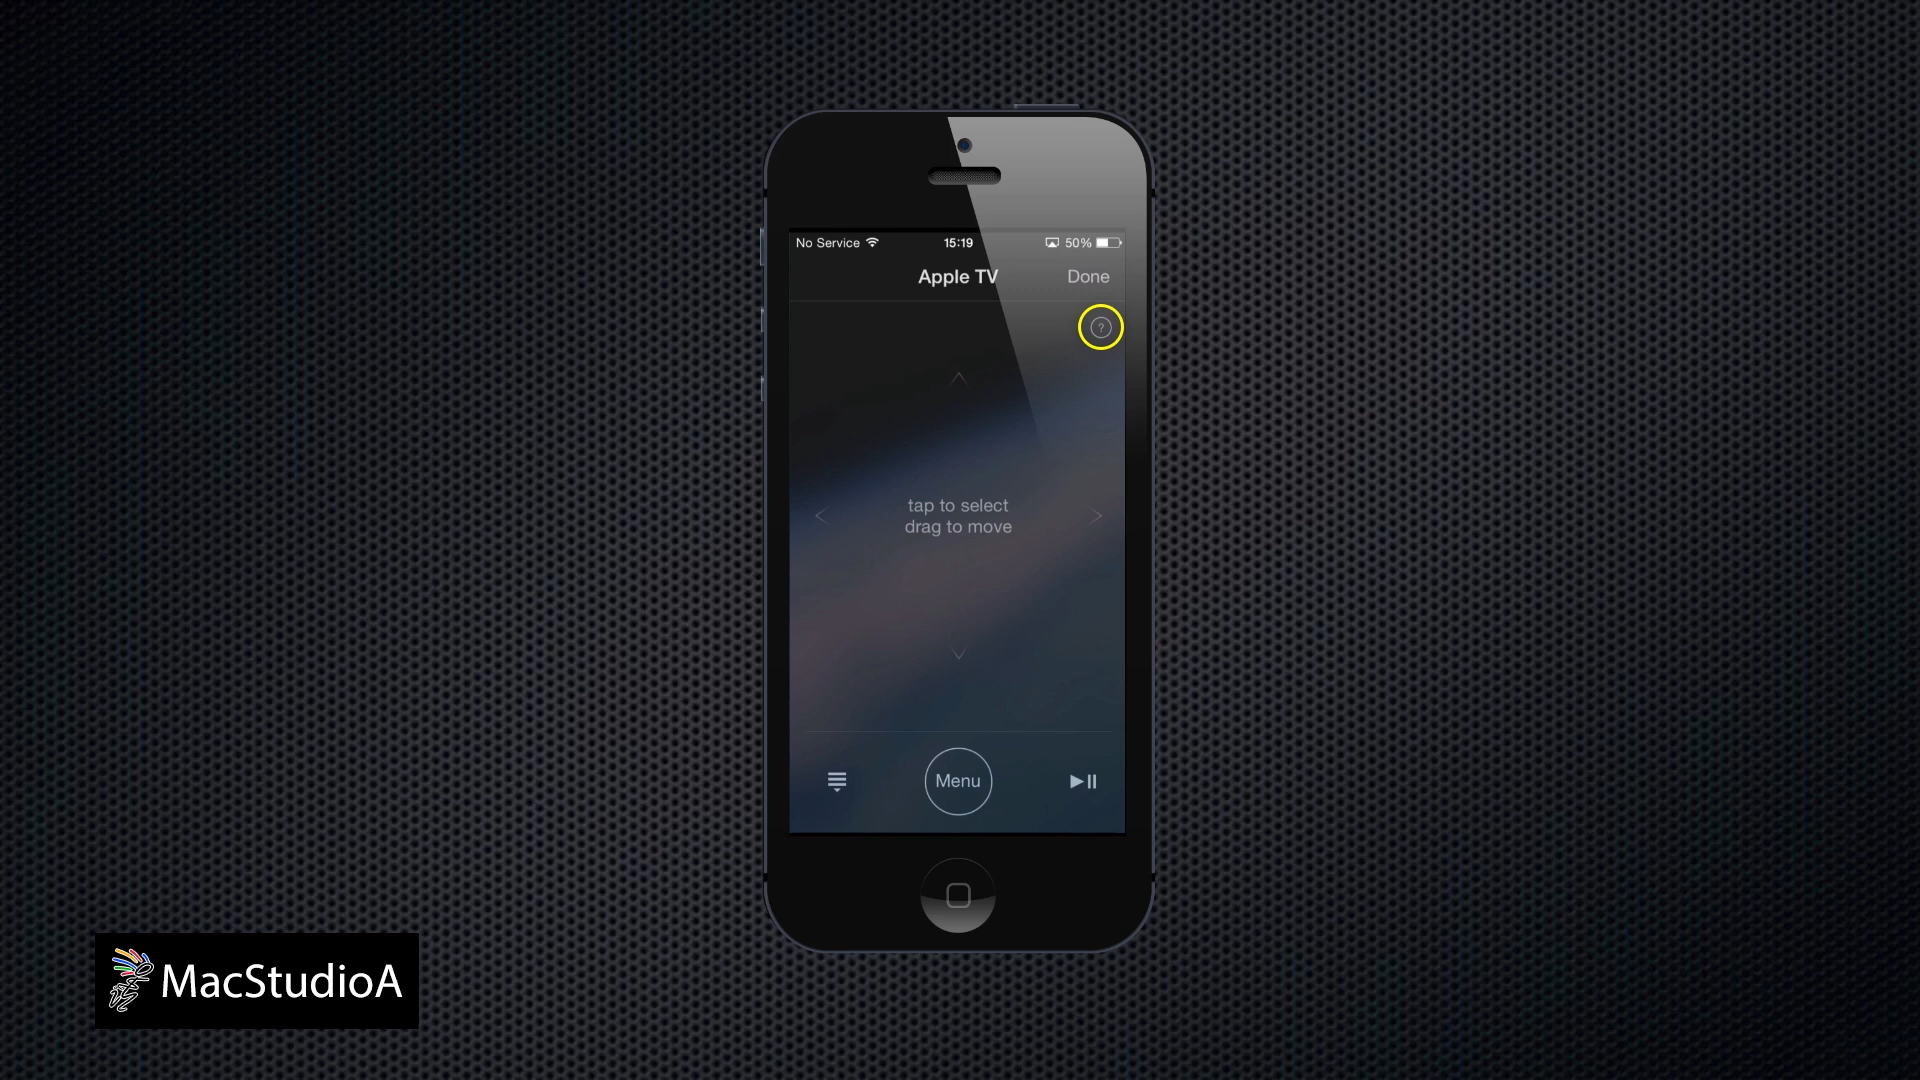 No Service 15:19 50%
Apple TV Done
?
tap to select
drag to move
Menu
MacStudioA